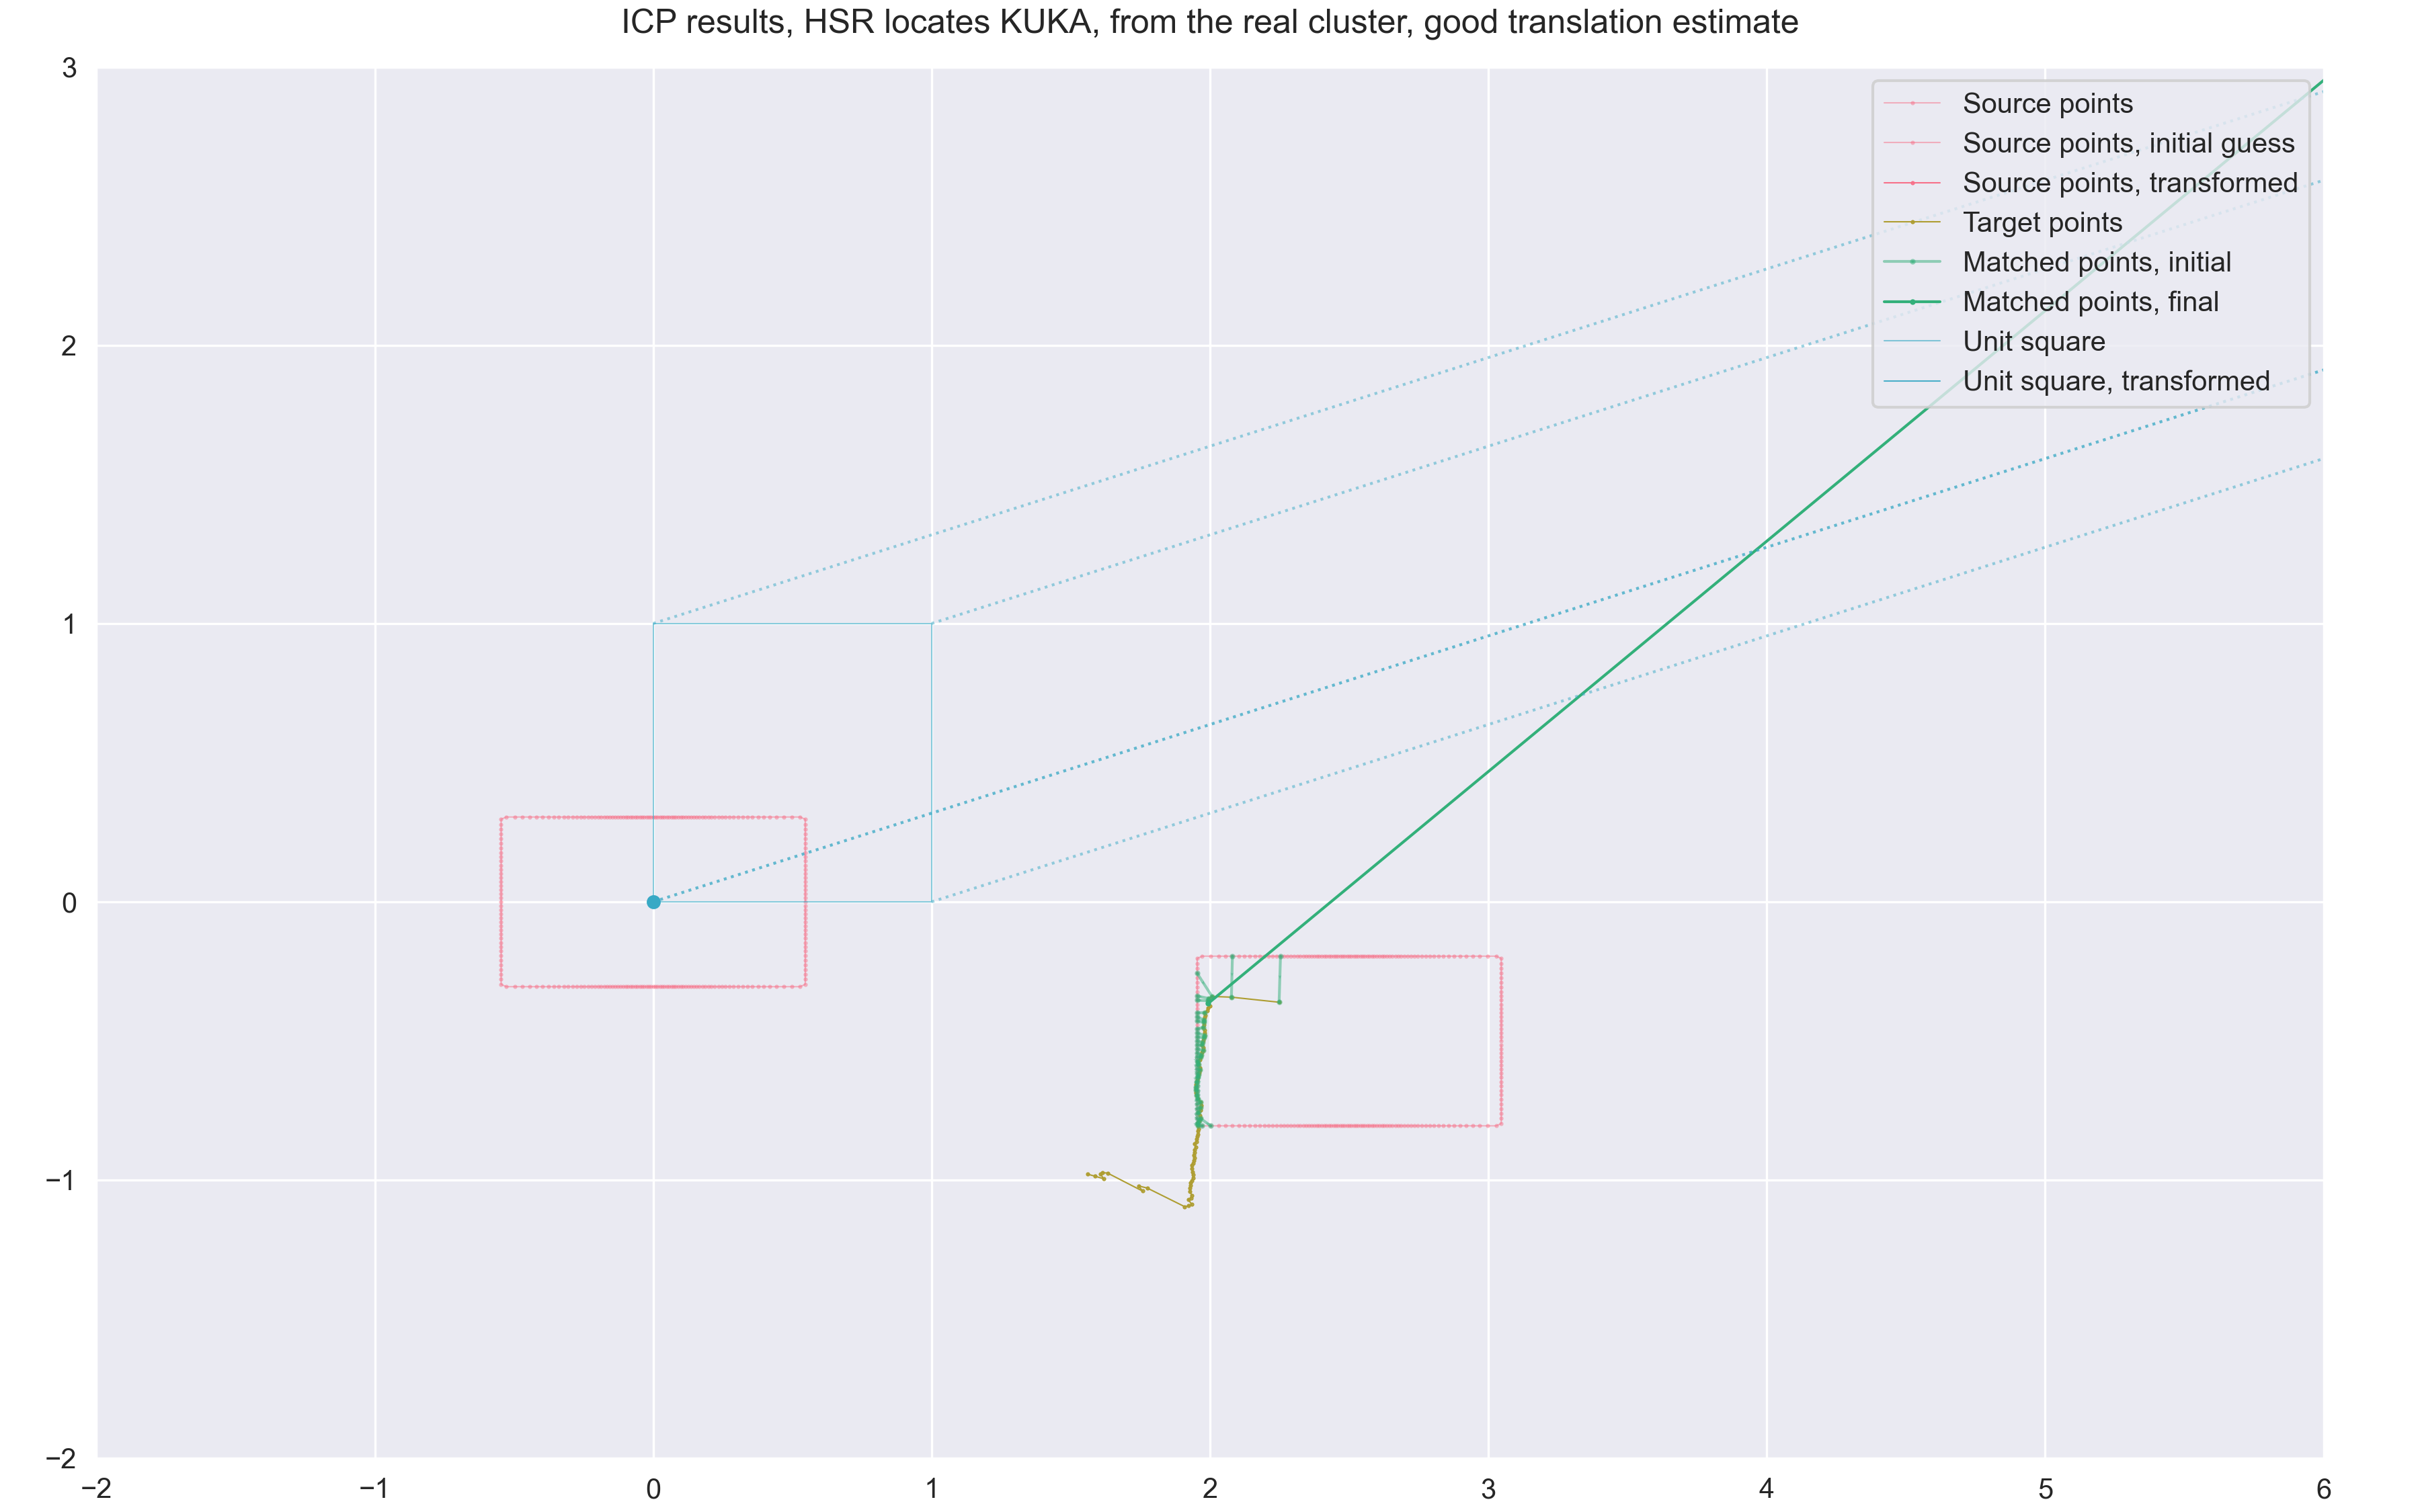 ICP results, HSR locates KUKA, from the real cluster, good translation estimate
3
2
1
0
−1
−2
−2
−1
0
1
2
3
4
5
6
Source points
Source points, initial guess
Source points, transformed
Target points
Matched points, initial
Matched points, final
Unit square
Unit square, transformed